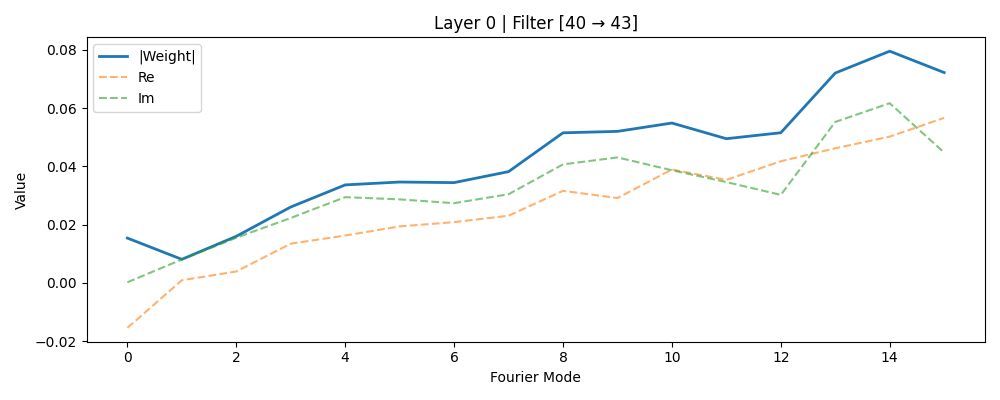 Layer 0 | Filter [40 → 43]
|Weight|
Re
Im
0.08
0.06
0.04
0.02
0.00
−0.02
Value
0 2 4 6 8 10 12 14
Fourier Mode